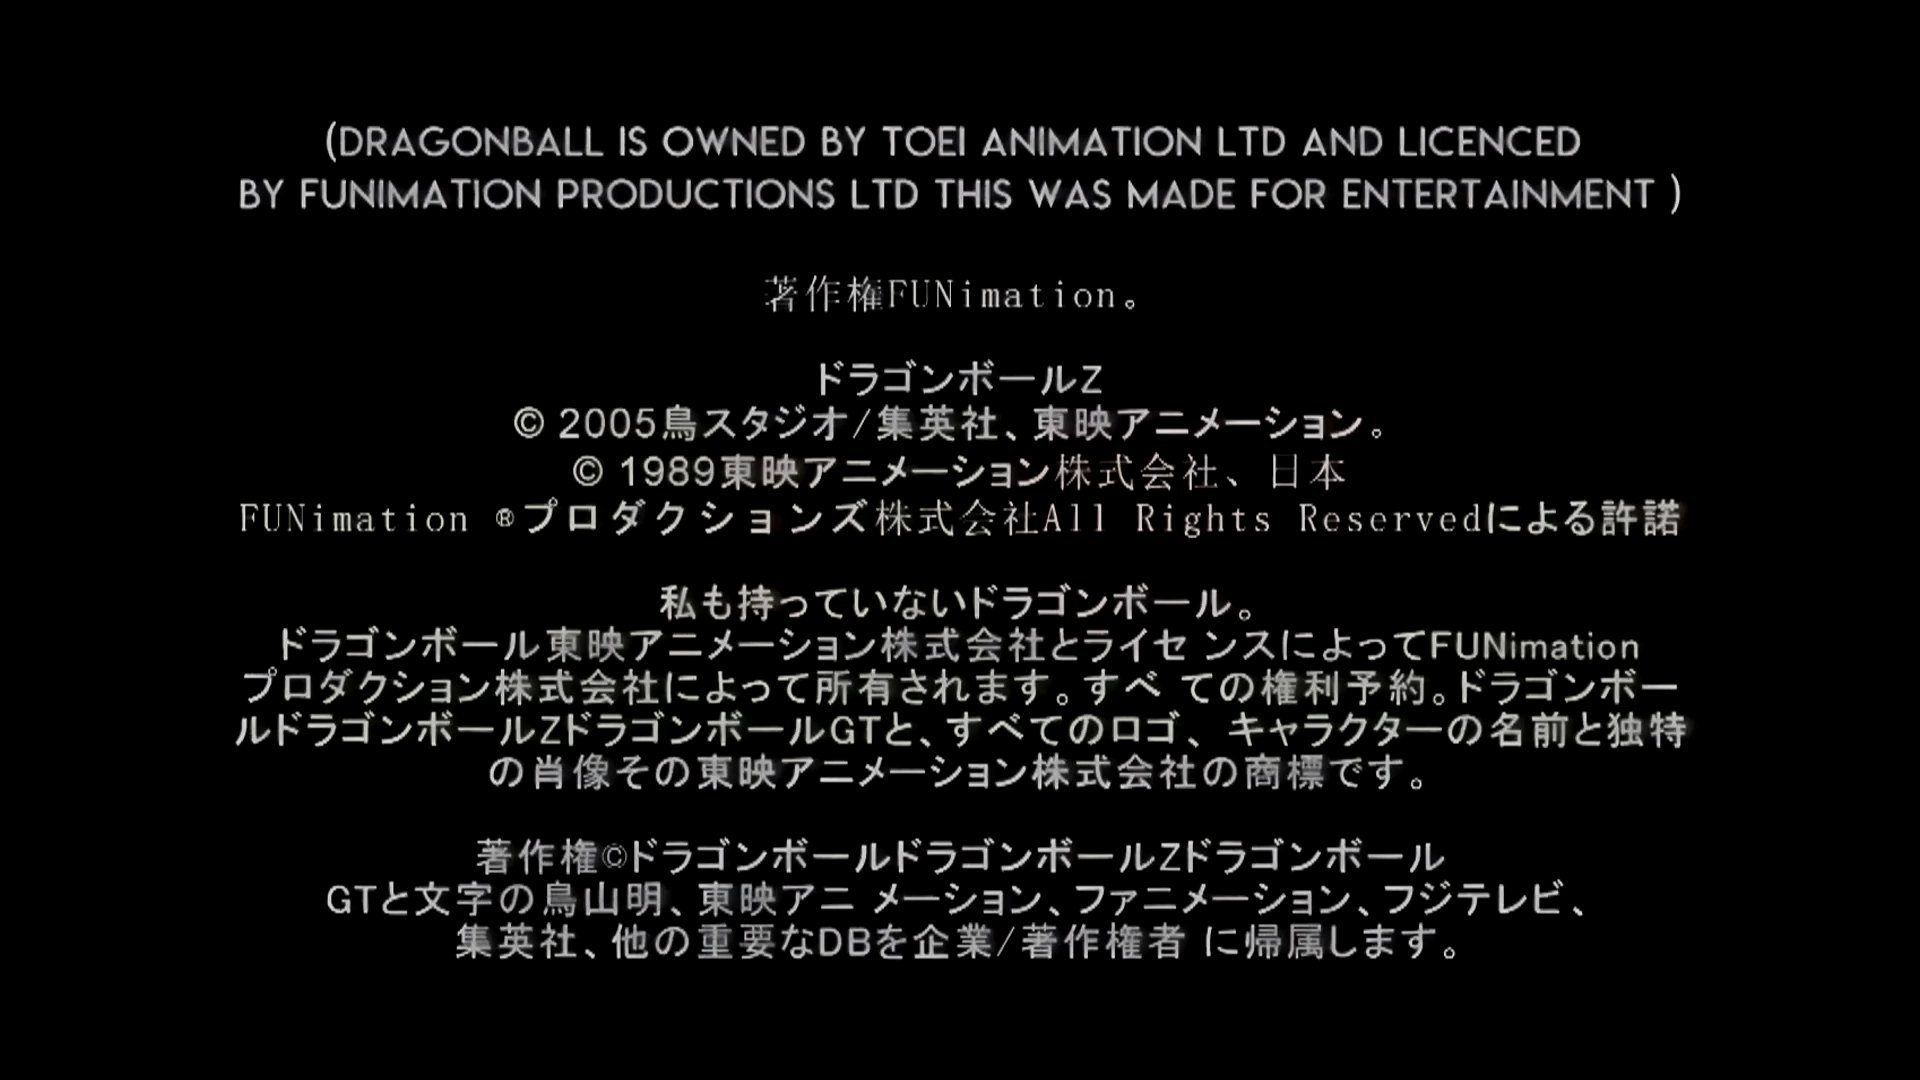 (DRAGONBALL IS OWNED BY TOEI ANIMATION LTD AND LICENCED
BY FUNIMATION PRODUCTIONS LTD THIS WAS MADE FOR ENTERTAINMENT )
著作権FUNimation。
ドラゴンボールZ
© 2005鳥スタジオ/集英社、東映アニメーション。
© 1989東映アニメーション株式会社、日本
FUNimation ®プロダクションズ株式会社All Rights Reservedによる許諾
私も持っていないドラゴンボール。
ドラゴンボール東映アニメーション株式会社とライセ ンスによってFUNimation
プロダクション株式会社によって所有されます。すべ ての権利予約。ドラゴンボー
ルドラゴンボールZドラゴンボールGTと、すべてのロゴ、 キャラクターの名前と独特
の肖像その東映アニメーション株式会社の商標です。
著作権©ドラゴンボールドラゴンボールZドラゴンボール
GTと文字の鳥山明、東映アニ メーション、ファニメーション、フジテレビ、
集英社、他の重要なDBを企業/著作権者 に帰属します。